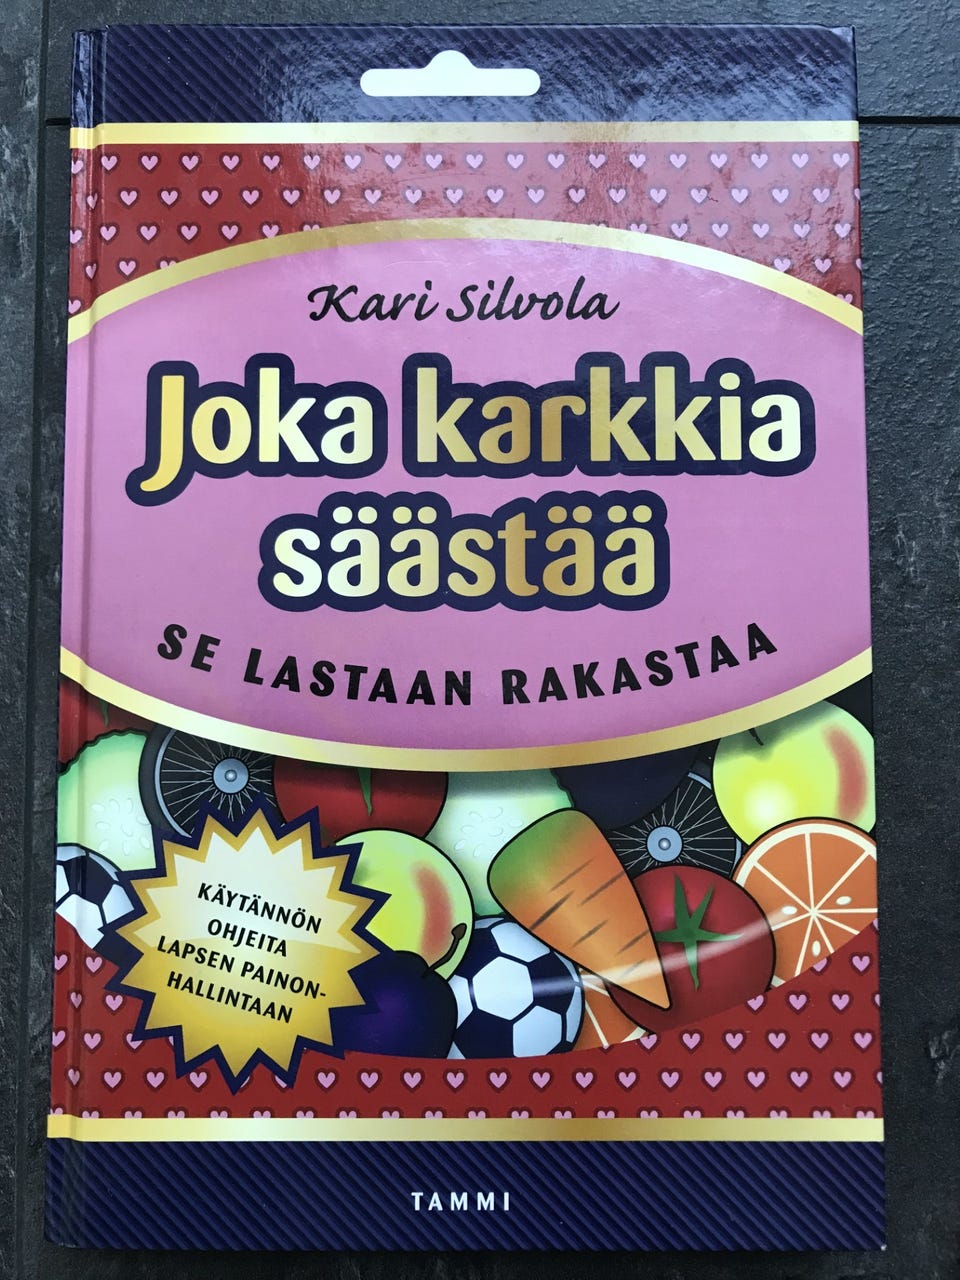 Kari Silvola
Joka karkkia
säästää
SE LASTAAN RAKASTAA
KÄYTÄNNÖN
OHJEITA
LAPSEN PAINON-
HALLINTAAN
TAMMI